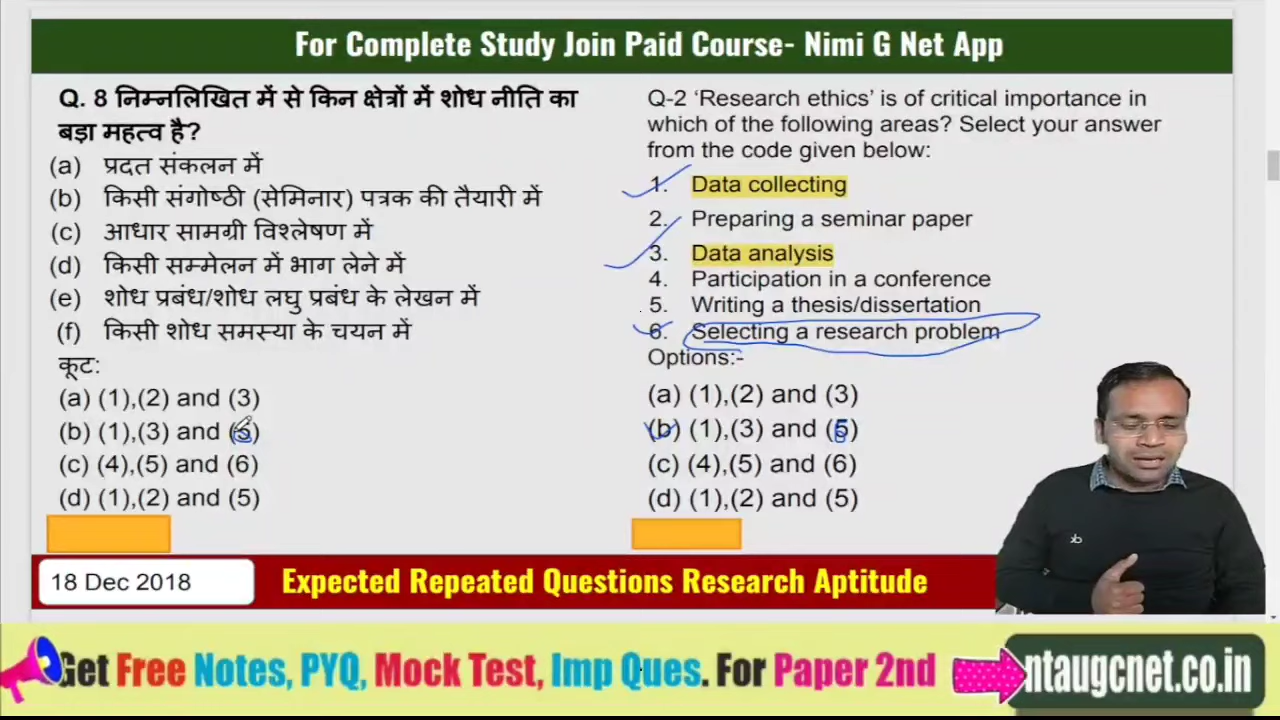 For Complete Study Join Paid Course- Nimi G Net App
Q. 8 निम्नलिखित में से किन क्षेत्रों में शोध नीति का
बड़ा महत्व है?
(a) प्रदत संकलन में
(b) किसी संगोष्ठी (सेमिनार) पत्रक की तैयारी में
(c) आधार सामग्री विश्लेषण में
(d) किसी सम्मेलन में भाग लेने में
(e) शोध प्रबंध/शोध लघु प्रबंध के लेखन में
(f) किसी शोध समस्या के चयन में
कूट:
(a) (1),(2) and (3)
(b) (1),(3) and (5)
(c) (4),(5) and (6)
(d) (1),(2) and (5)
Q-2 ‘Research ethics’ is of critical importance in
which of the following areas? Select your answer
from the code given below:
1. Data collecting
2. Preparing a seminar paper
3. Data analysis
4. Participation in a conference
5. Writing a thesis/dissertation
6. Selecting a research problem
Options:-
(a) (1),(2) and (3)
(b) (1),(3) and (5)
(c) (4),(5) and (6)
(d) (1),(2) and (5)
18 Dec 2018
Expected Repeated Questions Research Aptitude
Get Free Notes, PYQ, Mock Test, Imp Ques. For Paper 2nd
ntaugcnet.co.in